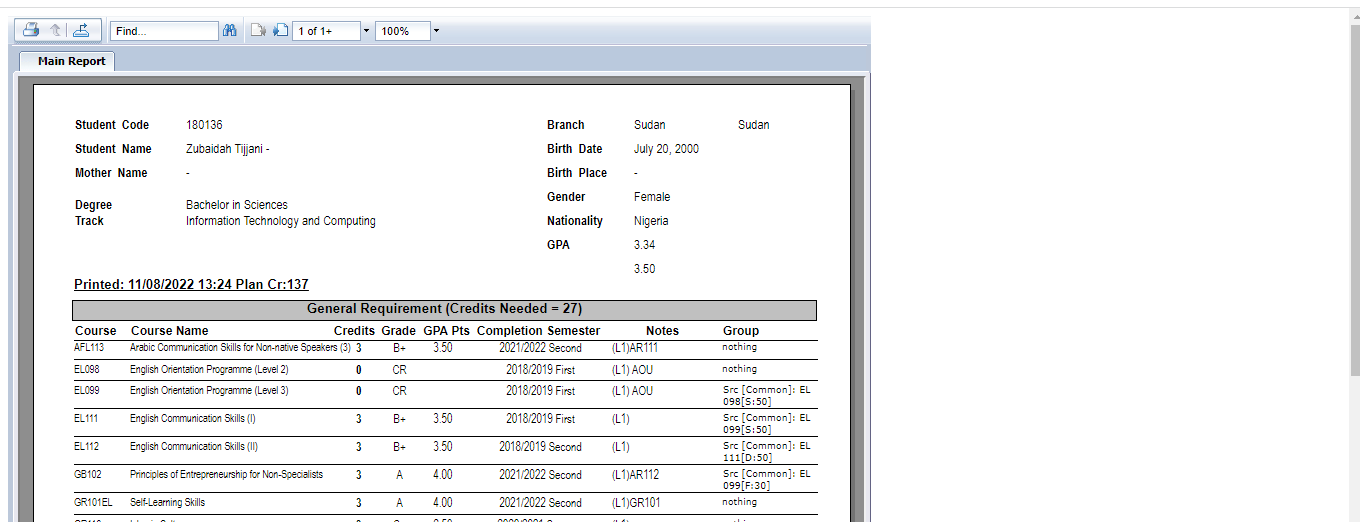 Find... 1 of 1+ 100%
Main Report
Student Code 180136 Branch Sudan Sudan
Student Name Zubaidah Tijjani - Birth Date July 20, 2000
Mother Name - Birth Place -
Gender Female
Degree Bachelor in Sciences
Track Information Technology and Computing Nationality Nigeria
GPA 3.34
3.50
Printed: 11/08/2022 13:24 Plan Cr:137
General Requirement (Credits Needed = 27)
Course Course Name Credits Grade GPA Pts Completion Semester Notes Group
AFL113 Arabic Communication Skills for Non-native Speakers (3) 3 B+ 3.50 2021/2022 Second (L1)AR111 nothing
EL098 English Orientation Programme (Level 2) 0 CR 2018/2019 First (L1) AOU nothing
EL099 English Orientation Programme (Level 3) 0 CR 2018/2019 First (L1) AOU Src [Common]: EL
098[S:50]
EL111 English Communication Skills (I) 3 B+ 3.50 2018/2019 First (L1) Src [Common]: EL
099[S:50]
EL112 English Communication Skills (II) 3 B+ 3.50 2018/2019 Second (L1) Src [Common]: EL
111[D:50]
GB102 Principles of Entrepreneurship for Non-Specialists 3 A 4.00 2021/2022 Second (L1)AR112 Src [Common]: EL
099[F:30]
GR101EL Self-Learning Skills 3 A 4.00 2021/2022 Second (L1)GR101 nothing